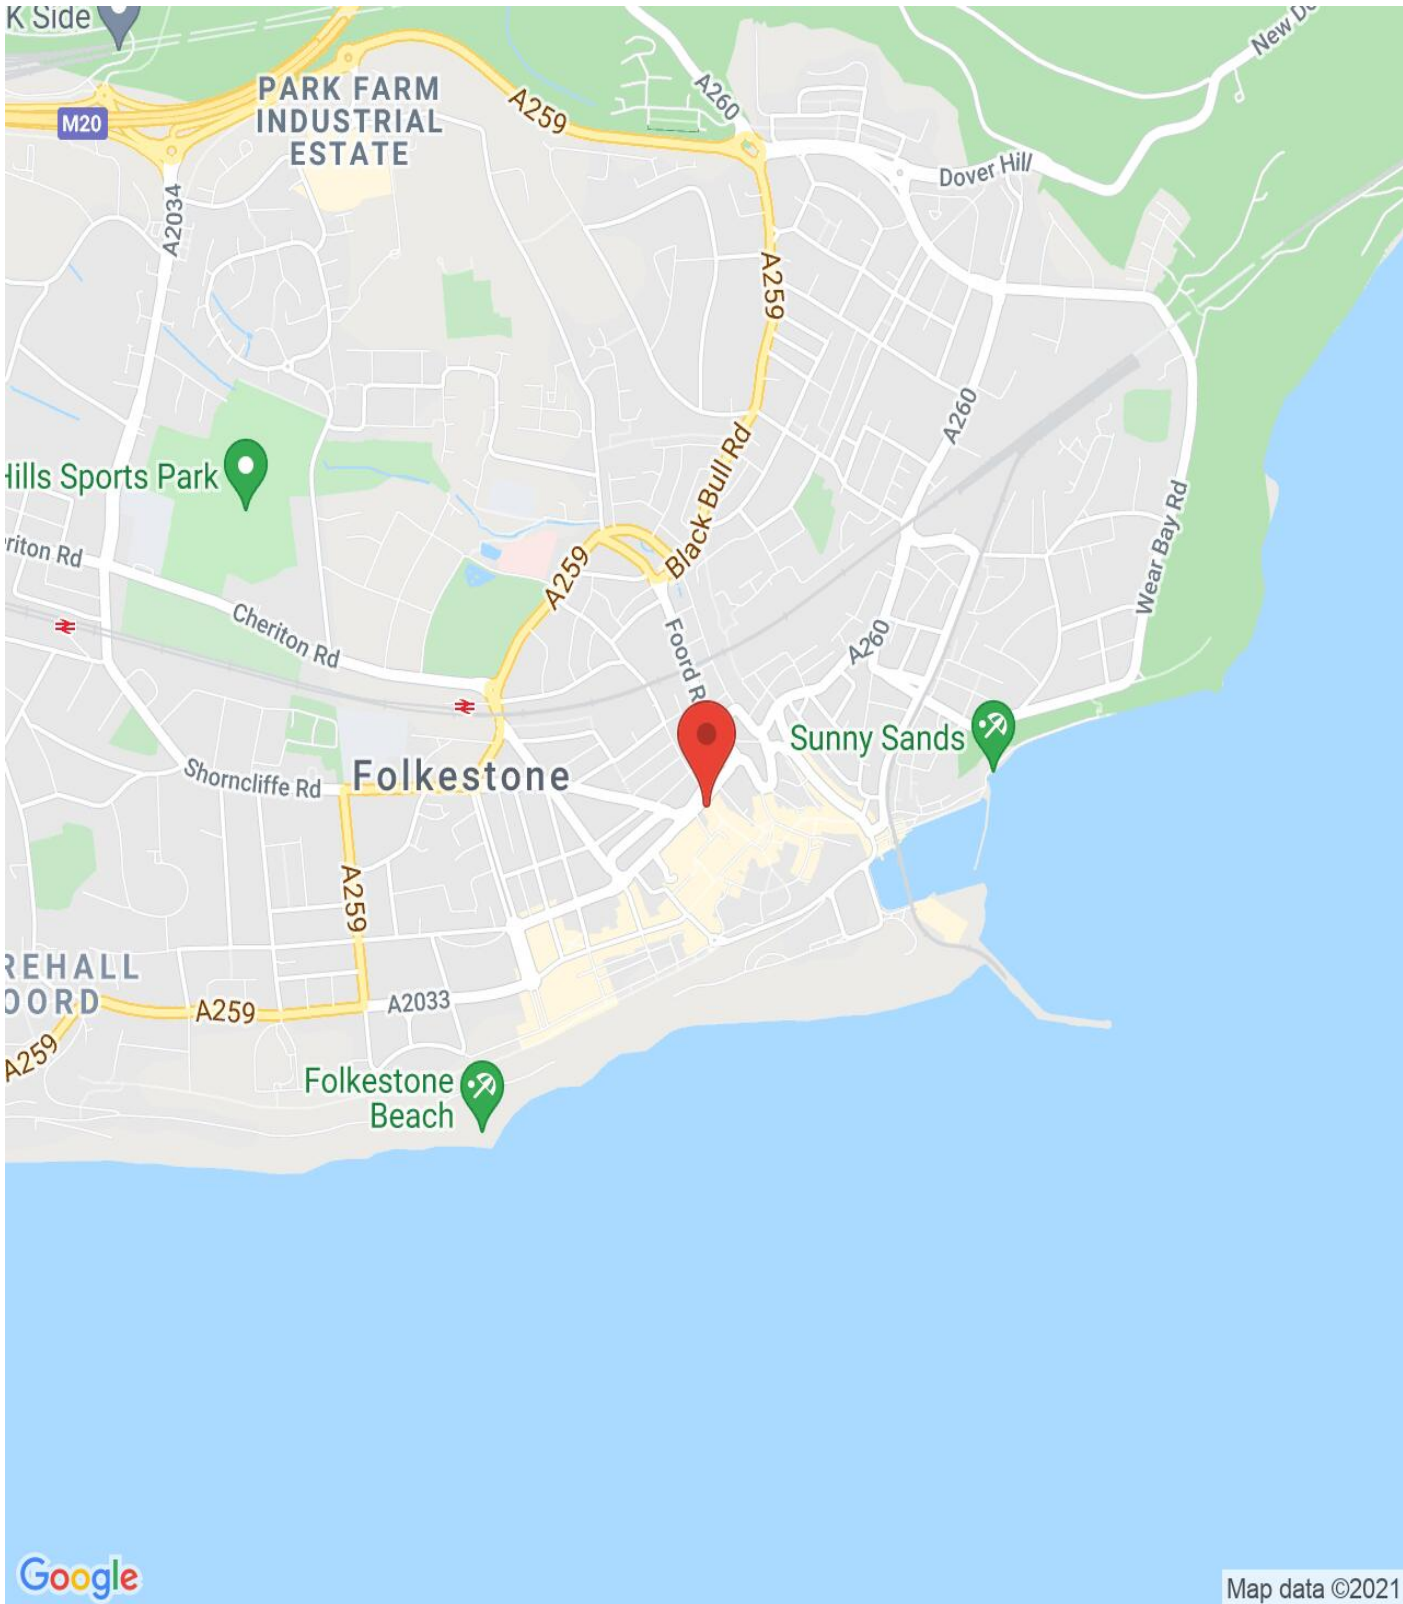 K Side
New Do
PARK FARM
INDUSTRIAL
ESTATE
A259
A260
M20
Dover Hill
A2034
A259
A260
Black Bull Rd
Hills Sports Park
Wear Bay Rd
eriton Rd
A259
Cheriton Rd
Foord R
A260
Sunny Sands
Shorncliffe Rd
Folkestone
A259
REHALL
OORD
A2033
A259
A259
Folkestone
Beach
Google
Map data ©2021